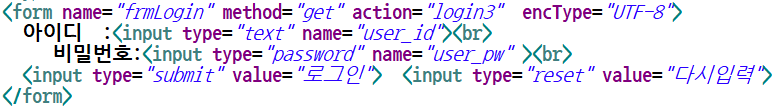 <form name="frmLogin" method="get" action="login3"  encType="UTF-8">
아이디  :<input type="text" name="user_id"><br>
비밀번호:<input type="password" name="user_pw" ><br>
<input type="submit" value="로그인">  <input type="reset" value="다시입력">
</form>